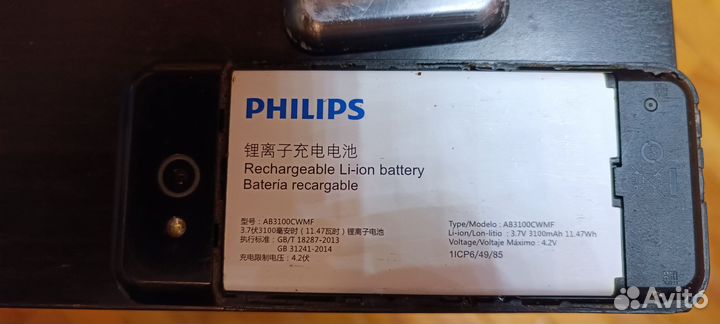 PHILIPS
锂离子充电电池
Rechargeable Li-ion battery
Bateria recargable
型号: AB3100CWMF
3.7伏3100毫安时 (11.47瓦时) 锂离子电池
执行标准: GB/T 18287-2013
GB 31241-2014
充电限制电压: 4.2伏
Type/Modelo : AB3100CWMF
Li-ion/Lon-litio : 3.7V 3100mAh 11.47Wh
Voltage/Voltaje Máximo : 4.2V
1ICP6/49/85
Avito